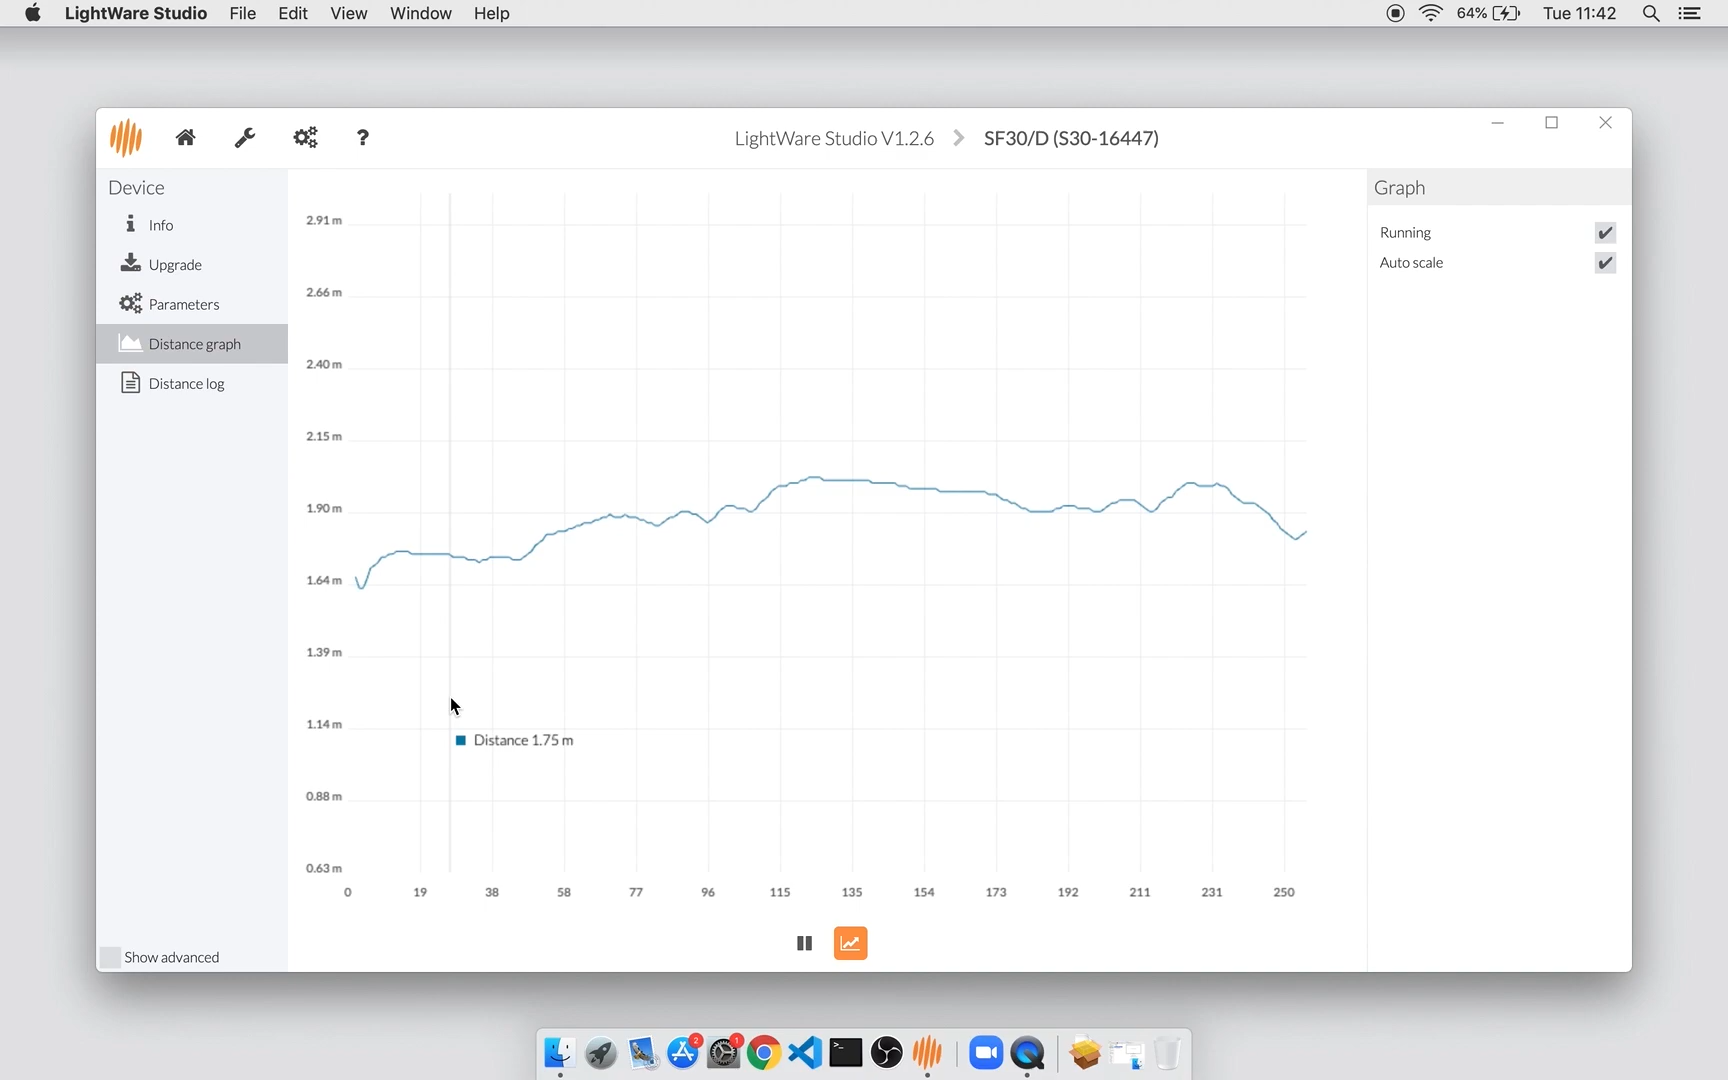 LightWare Studio File Edit View Window Help 64% Tue 11:42
LightWare Studio V1.2.6 SF30/D (S30-16447)
Device
Info
Upgrade
Parameters
Distance graph
Distance log
Show advanced
2.91 m
2.66 m
2.40 m
2.15 m
1.90 m
1.64 m
1.39 m
1.14 m
0.88 m
0.63 m
Distance 1.75 m
0 19 38 58 77 96 115 135 154 173 192 211 231 250
Graph
Running
Auto scale
2 1